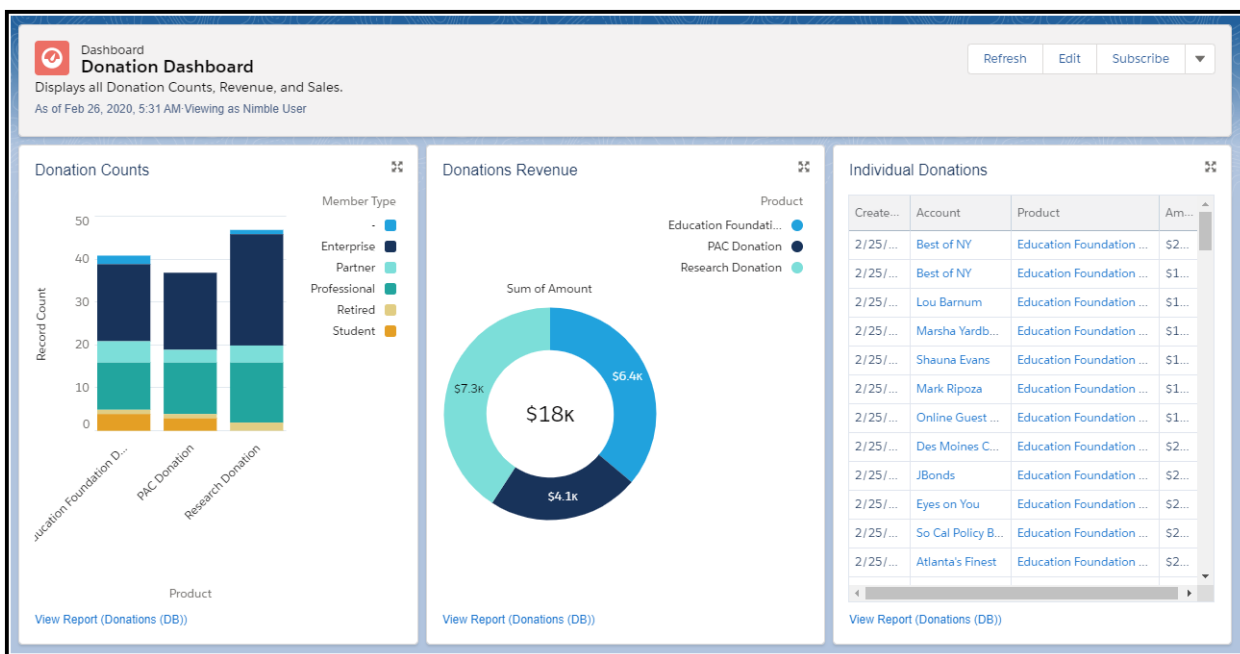 Dashboard
Donation Dashboard
Displays all Donation Counts, Revenue, and Sales.
As of Feb 26, 2020, 5:31 AM·Viewing as Nimble User
Refresh
Edit
Subscribe
Donation Counts
Member Type
-
Enterprise
Partner
Professional
Retired
Student
Record Count
50
40
30
20
10
0
ucation Foundation D...
PAC Donation
Research Donation
Product
View Report (Donations (DB))
Donations Revenue
Product
Education Foundati...
PAC Donation
Research Donation
Sum of Amount
$7.3K
$6.4K
$18K
$4.1K
View Report (Donations (DB))
Individual Donations
Create... Account Product Am...
2/25/... Best of NY Education Foundation ... $2...
2/25/... Best of NY Education Foundation ... $1...
2/25/... Lou Barnum Education Foundation ... $1...
2/25/... Marsha Yardb... Education Foundation ... $1...
2/25/... Shauna Evans Education Foundation ... $1...
2/25/... Mark Ripoza Education Foundation ... $1...
2/25/... Online Guest ... Education Foundation ... $1...
2/25/... Des Moines C... Education Foundation ... $2...
2/25/... JBonds Education Foundation ... $2...
2/25/... Eyes on You Education Foundation ... $2...
2/25/... So Cal Policy B... Education Foundation ... $2...
2/25/... Atlanta's Finest Education Foundation ... $2...
View Report (Donations (DB))